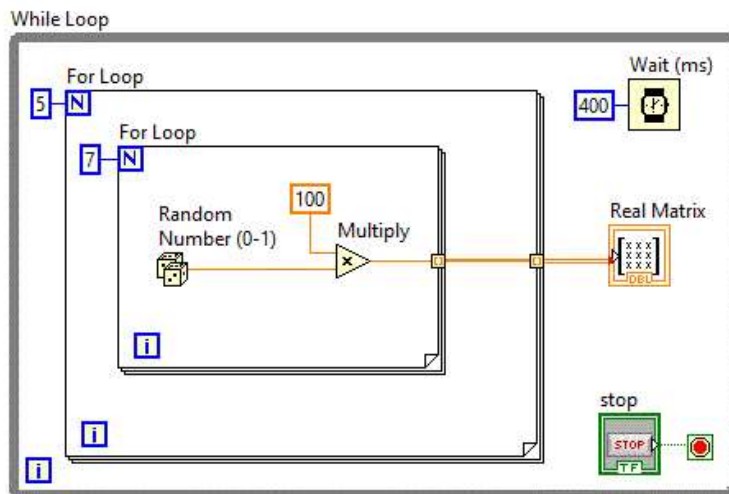 While Loop
For Loop
Wait (ms)
5 N
400
For Loop
7 N
100
Random
Number (0-1)
Multiply
Real Matrix
x
x x x
x x x
x x x
DBL
i
stop
STOP
TF
i
i